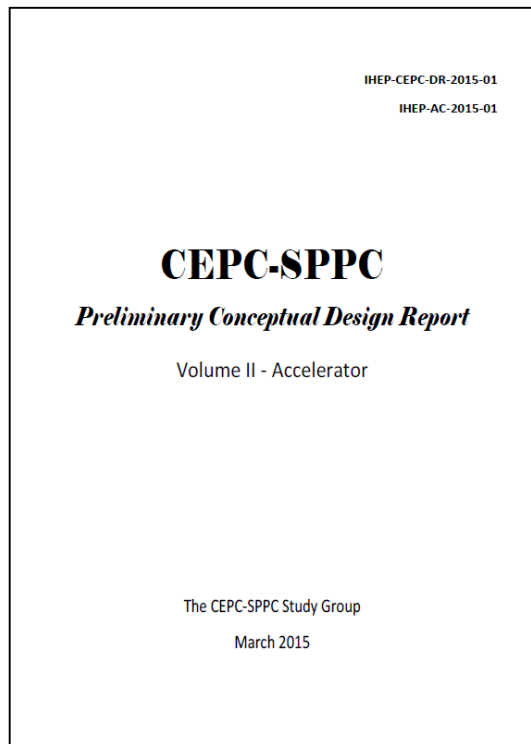 IHEP-CEPC-DR-2015-01
IHEP-AC-2015-01
CEPC-SPPC
Preliminary Conceptual Design Report
Volume II - Accelerator
The CEPC-SPPC Study Group
March 2015